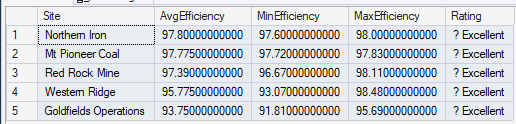 Site AvgEfficiency MinEfficiency MaxEfficiency Rating
1 Northern Iron 97.80000000000 97.60000000000 98.00000000000 ? Excellent
2 Mt Pioneer Coal 97.77500000000 97.72000000000 97.83000000000 ? Excellent
3 Red Rock Mine 97.39000000000 96.67000000000 98.11000000000 ? Excellent
4 Western Ridge 95.77500000000 93.07000000000 98.48000000000 ? Excellent
5 Goldfields Operations 93.75000000000 91.81000000000 95.69000000000 ? Excellent